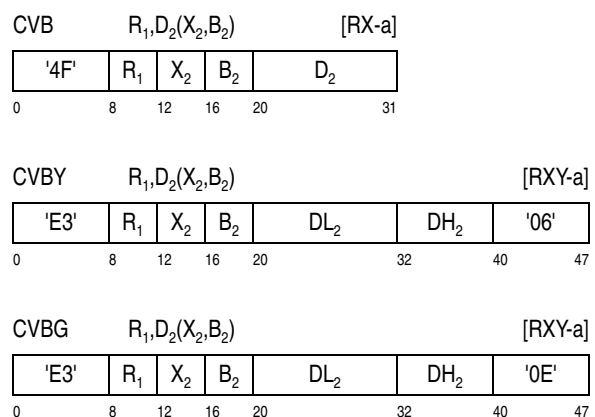 CVB R₁,D₂(X₂,B₂) [RX-a]
'4F' R₁ X₂ B₂ D₂
0 8 12 16 20 31
CVBY R₁,D₂(X₂,B₂) [RXY-a]
'E3' R₁ X₂ B₂ DL₂ DH₂ '06'
0 8 12 16 20 32 40 47
CVBG R₁,D₂(X₂,B₂) [RXY-a]
'E3' R₁ X₂ B₂ DL₂ DH₂ '0E'
0 8 12 16 20 32 40 47